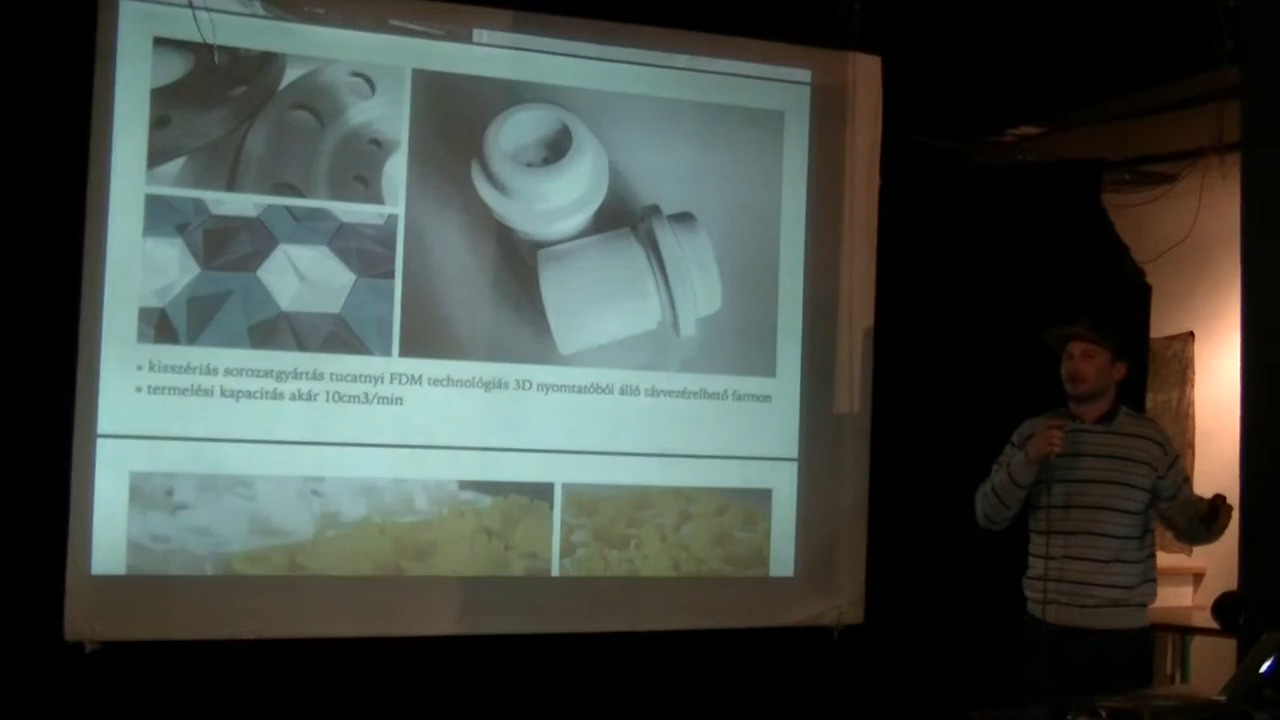 » kisszériás sorozatgyártás tucatnyi FDM technológiás 3D nyomtatóból álló távvezérelhető farmon
» termelési kapacitás akár 10cm3/min